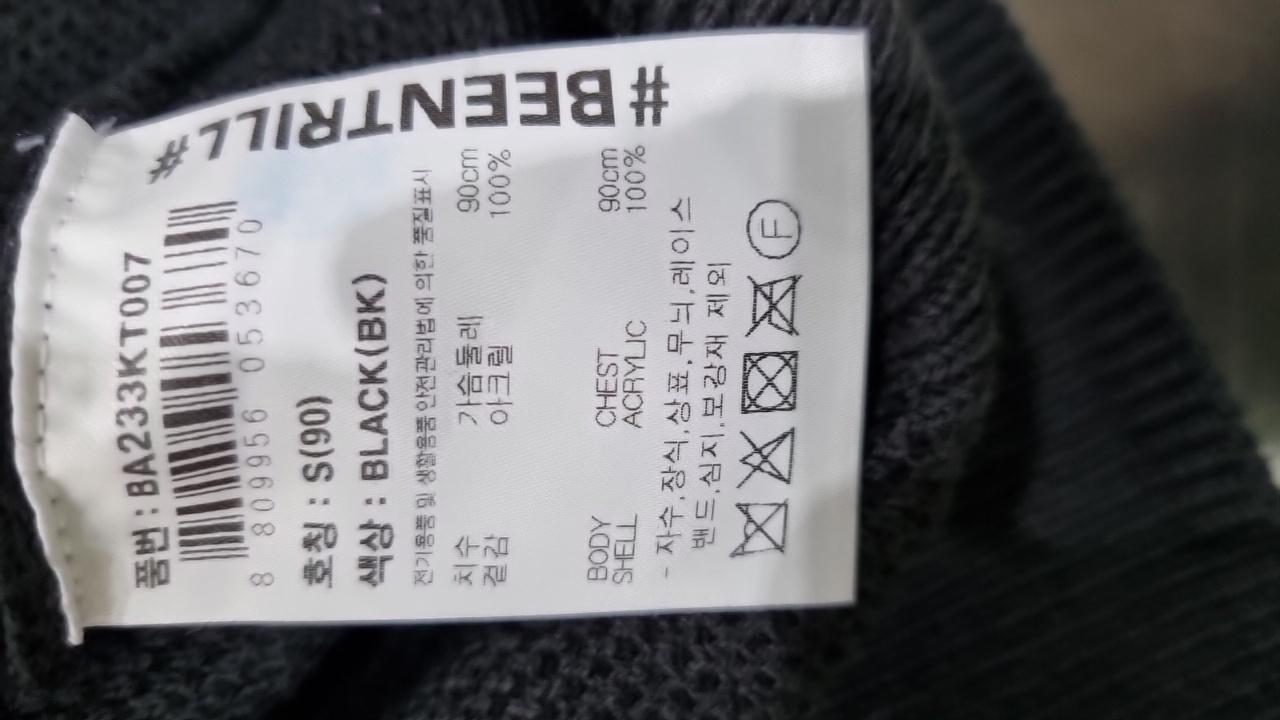 #BEENTRILL#
품번 : BA233KT007
8 809956 053670
호칭 : S(90)
색상 : BLACK(BK)
전기용품 및 생활용품 안전관리법에 의한 품질표시
치수 가슴둘레 90cm
겉감 아크릴 100%
BODY CHEST 90cm
SHELL ACRYLIC 100%
- 자수,장식,상표,무늬,레이스
밴드,심지,보강재 제외
F